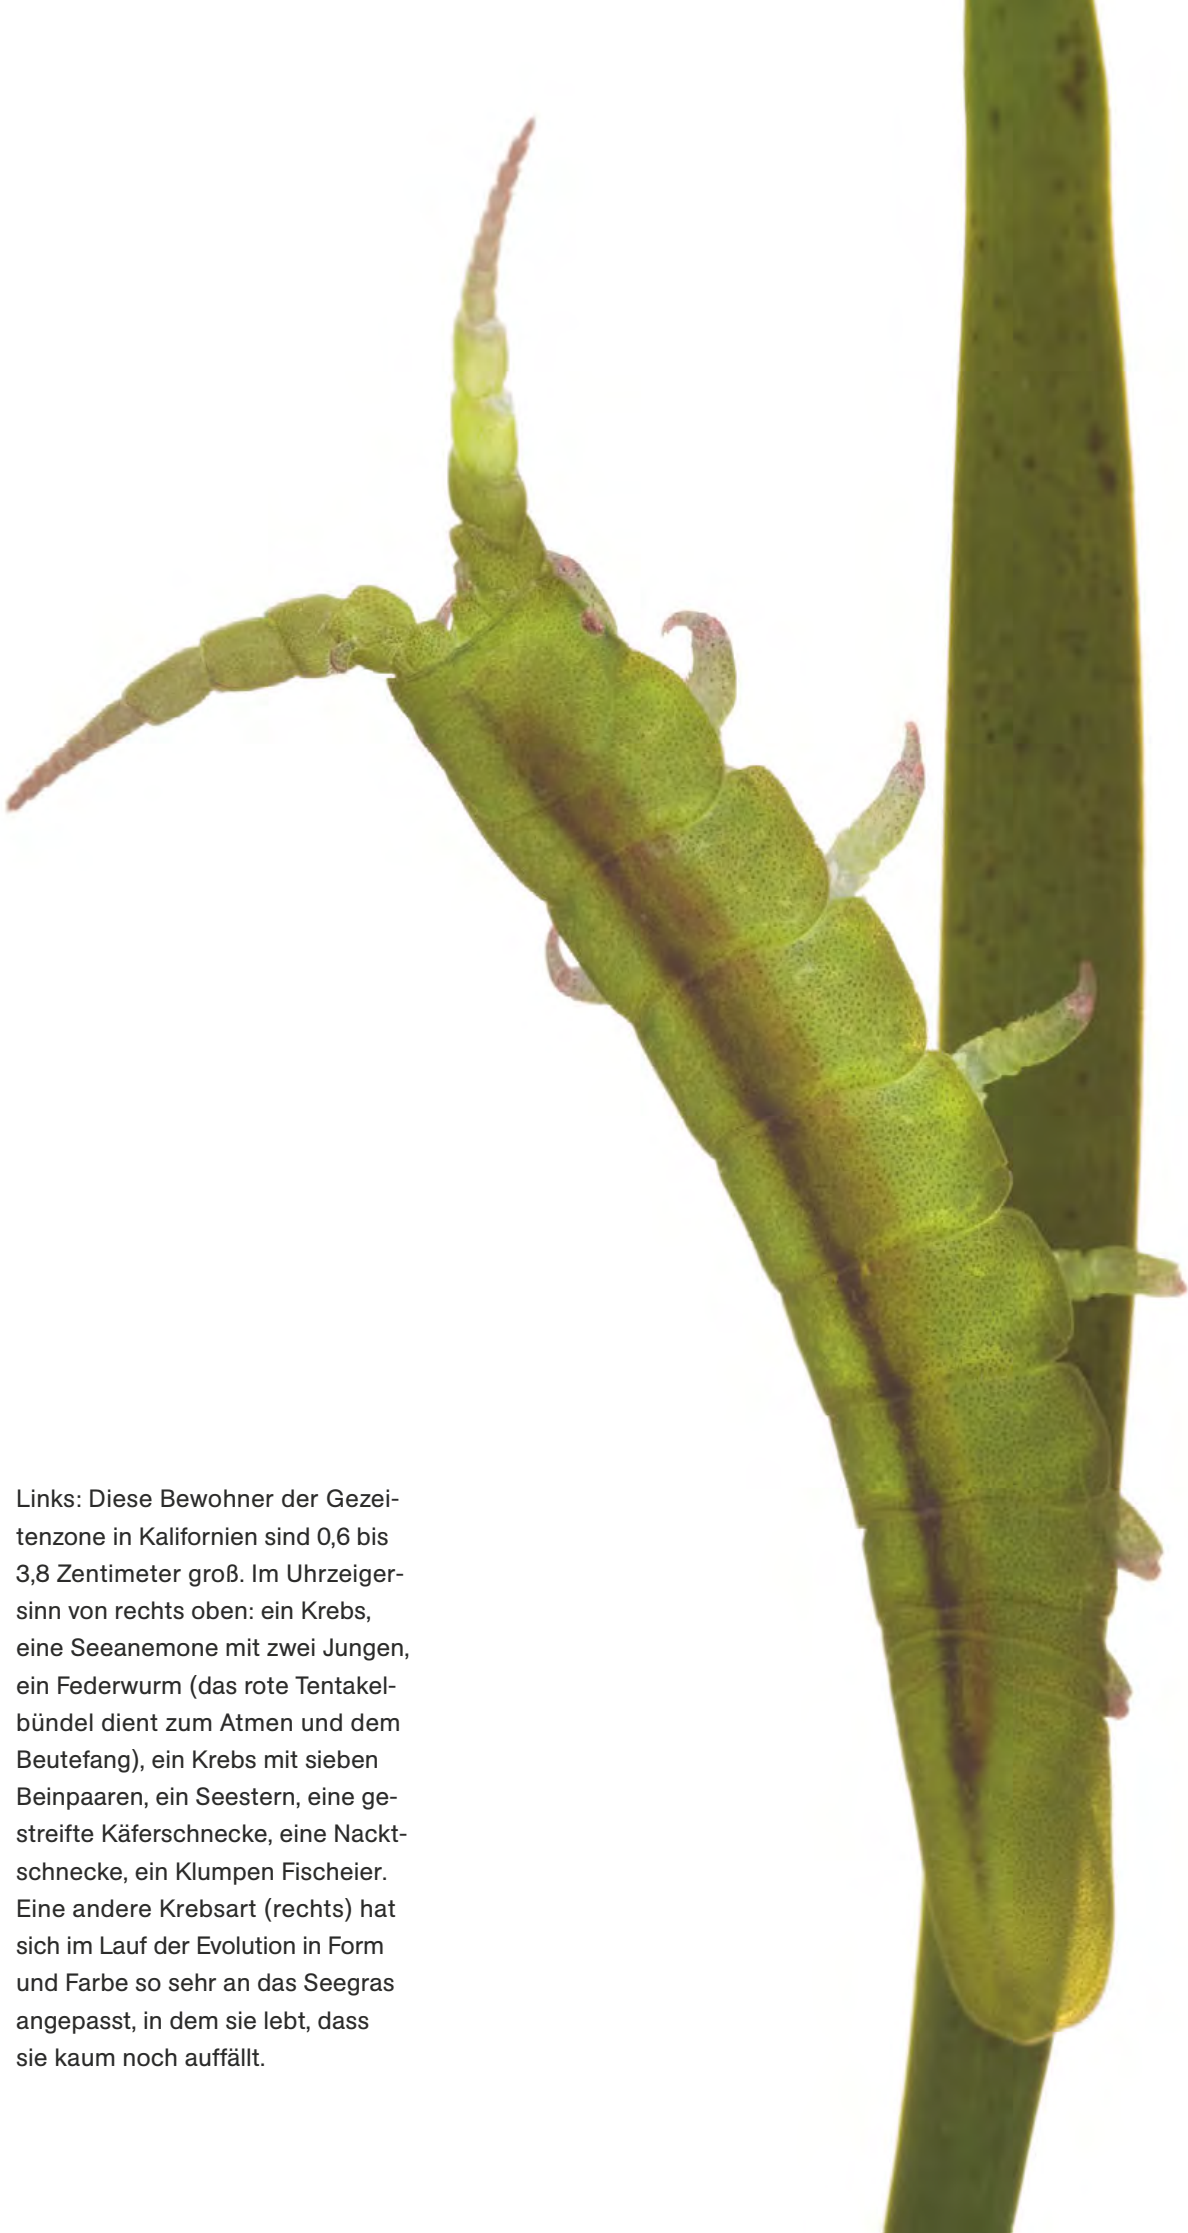 Links: Diese Bewohner der Gezei-
tenzone in Kalifornien sind 0,6 bis
3,8 Zentimeter groß. Im Uhrzeiger-
sinn von rechts oben: ein Krebs,
eine Seeanemone mit zwei Jungen,
ein Federwurm (das rote Tentakel-
bündel dient zum Atmen und dem
Beutefang), ein Krebs mit sieben
Beinpaaren, ein Seestern, eine ge-
streifte Käferschnecke, eine Nackt-
schnecke, ein Klumpen Fischeier.
Eine andere Krebsart (rechts) hat
sich im Lauf der Evolution in Form
und Farbe so sehr an das Seegras
angepasst, in dem sie lebt, dass
sie kaum noch auffällt.